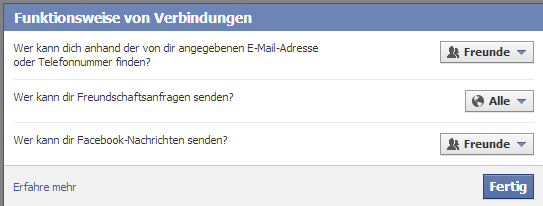 Funktionsweise von Verbindungen
Wer kann dich anhand der von dir angegebenen E-Mail-Adresse
oder Telefonnummer finden?
Freunde
Wer kann dir Freundschaftsanfragen senden?
Alle
Wer kann dir Facebook-Nachrichten senden?
Freunde
Erfahre mehr
Fertig